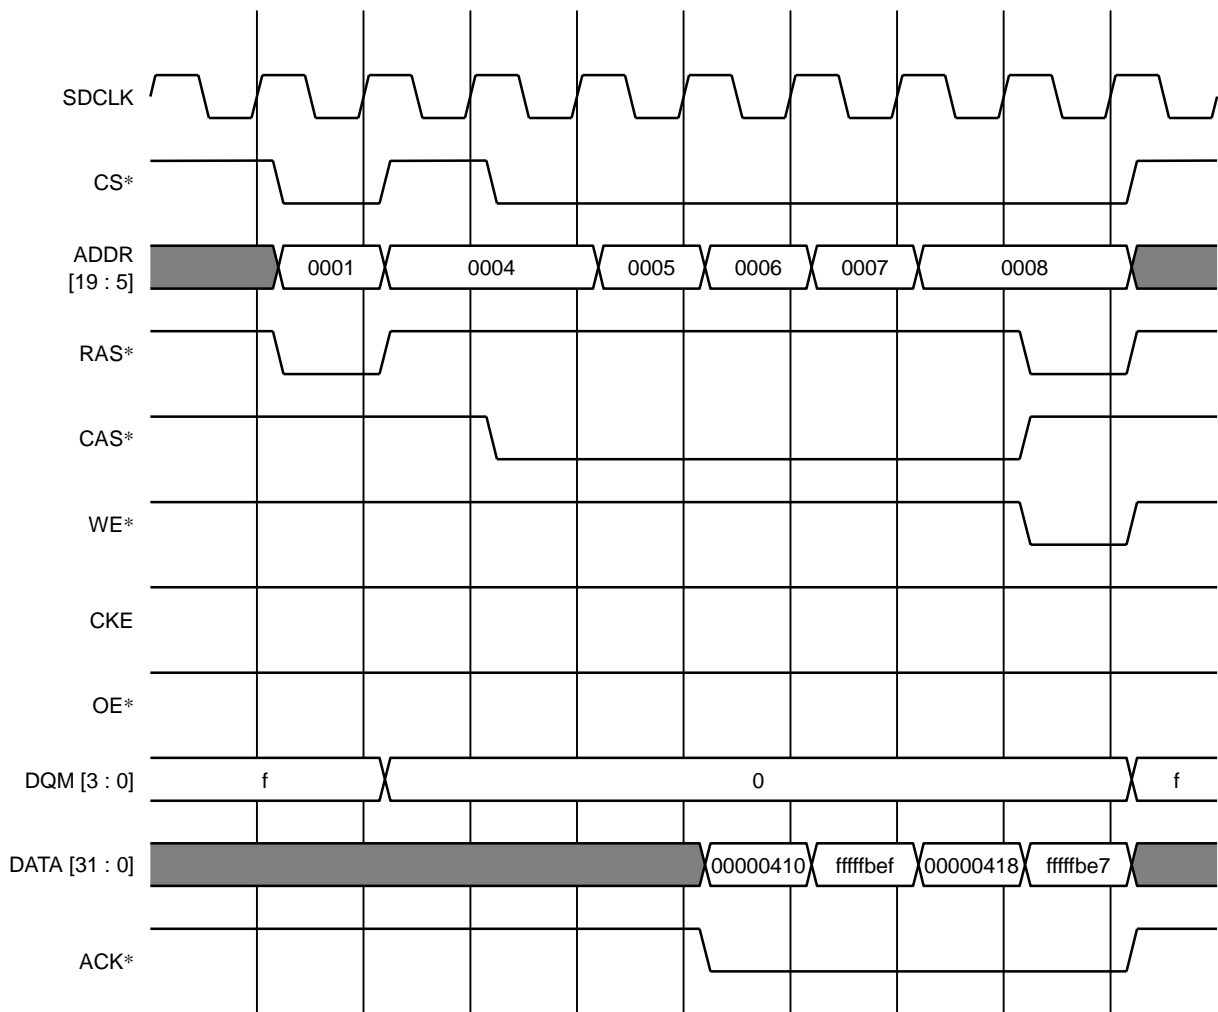 SDCLK
CS*
ADDR
[19 : 5]
0001 0004 0005 0006 0007 0008
RAS*
CAS*
WE*
CKE
OE*
DQM [3 : 0] f 0 f
DATA [31 : 0] 00000410 fffffbef 00000418 fffffbe7
ACK*